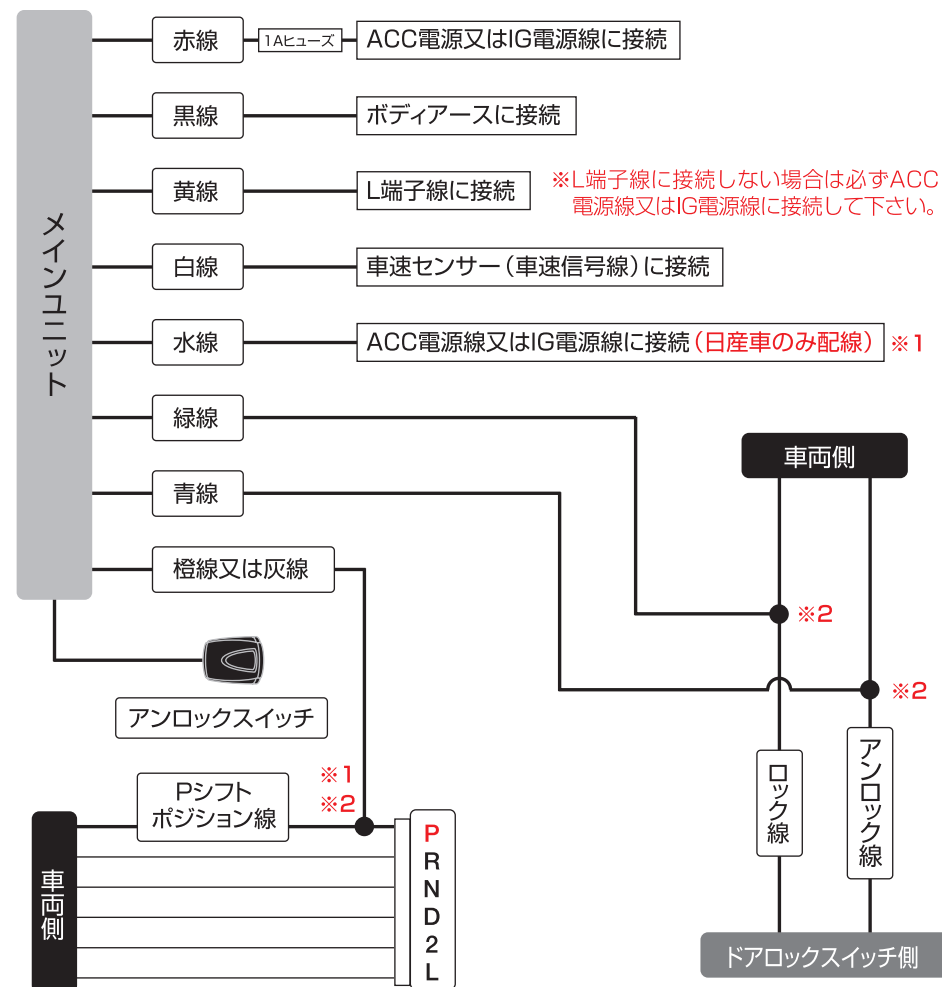 メインユニット
赤線
1Aヒューズ
ACC電源又はIG電源線に接続
黒線
ボディアースに接続
黄線
L端子線に接続
※L端子線に接続しない場合は必ずACC
電源線又はIG電源線に接続して下さい。
白線
車速センサー(車速信号線)に接続
水線
ACC電源線又はIG電源線に接続(日産車のみ配線)
※1
緑線
青線
橙線又は灰線
車両側
※2
※2
アンロックスイッチ
ロック線
アンロック線
ドアロックスイッチ側
Pシフト
ポジション線
※1
※2
車両側
P
R
N
D
2
L